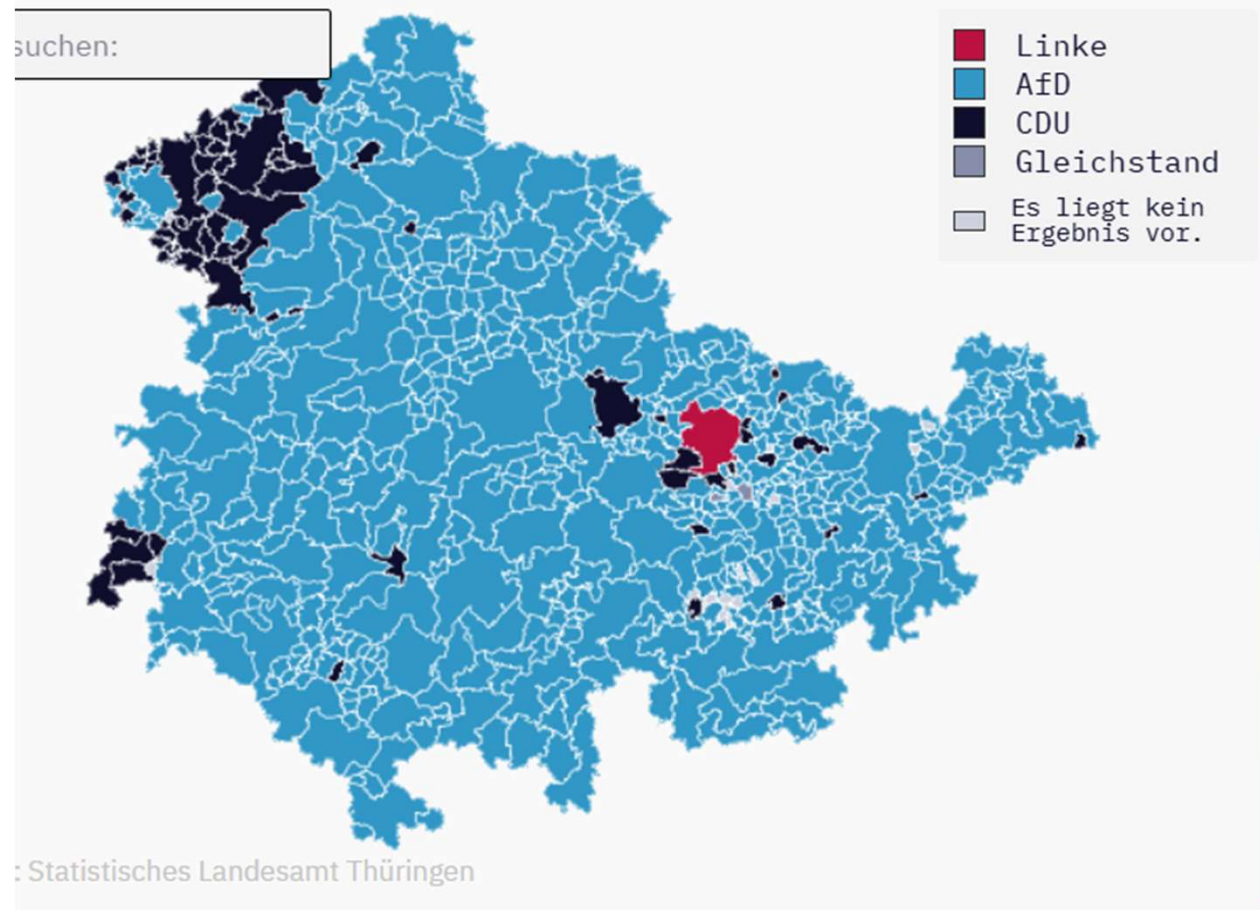 suchen:
Linke
AfD
CDU
Gleichstand
Es liegt kein
Ergebnis vor.
: Statistisches Landesamt Thüringen